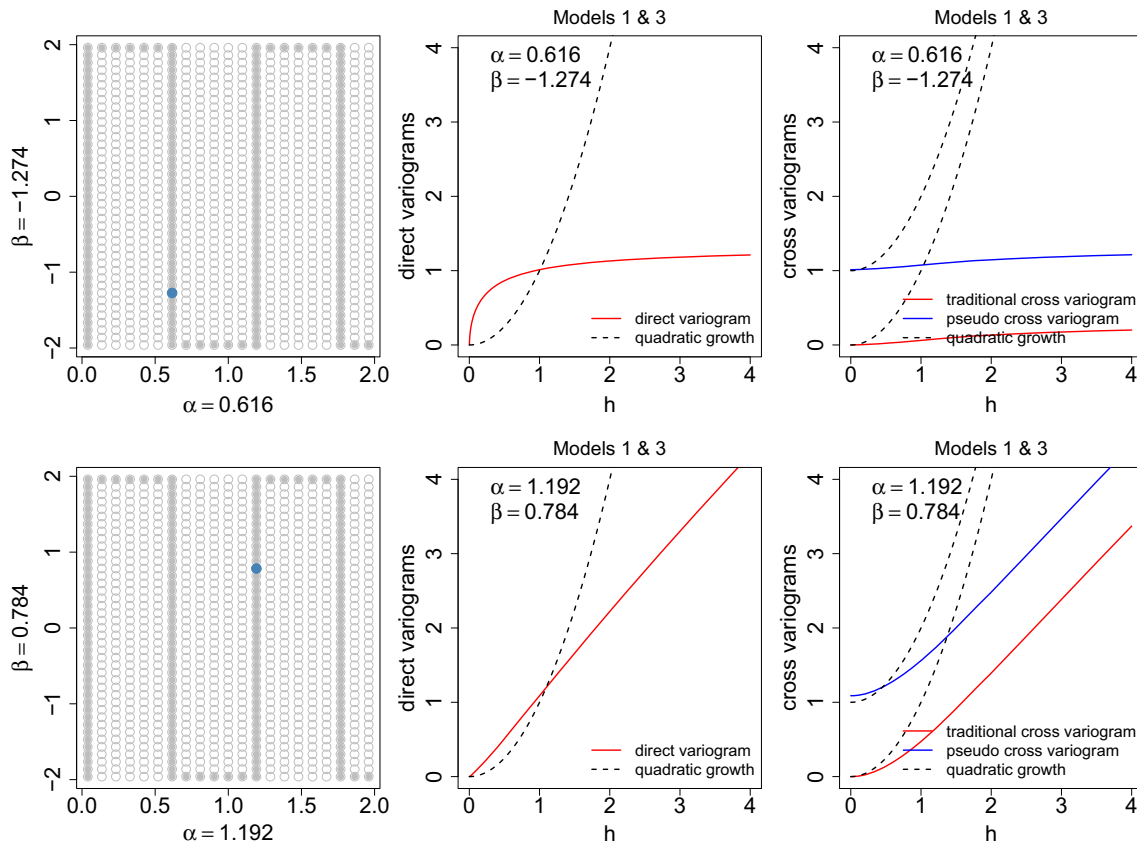 Models 1 & 3
Models 1 & 3
β = −1.274
−2 −1 0 1 2
0.0 0.5 1.0 1.5 2.0
α = 0.616
direct variograms
0 1 2 3 4
α = 0.616
β = −1.274
direct variogram
quadratic growth
0 1 2 3 4
h
cross variograms
0 1 2 3 4
α = 0.616
β = −1.274
traditional cross variogram
pseudo cross variogram
quadratic growth
0 1 2 3 4
h
Models 1 & 3
Models 1 & 3
β = 0.784
−2 −1 0 1 2
0.0 0.5 1.0 1.5 2.0
α = 1.192
direct variograms
0 1 2 3 4
α = 1.192
β = 0.784
direct variogram
quadratic growth
0 1 2 3 4
h
cross variograms
0 1 2 3 4
α = 1.192
β = 0.784
traditional cross variogram
pseudo cross variogram
quadratic growth
0 1 2 3 4
h